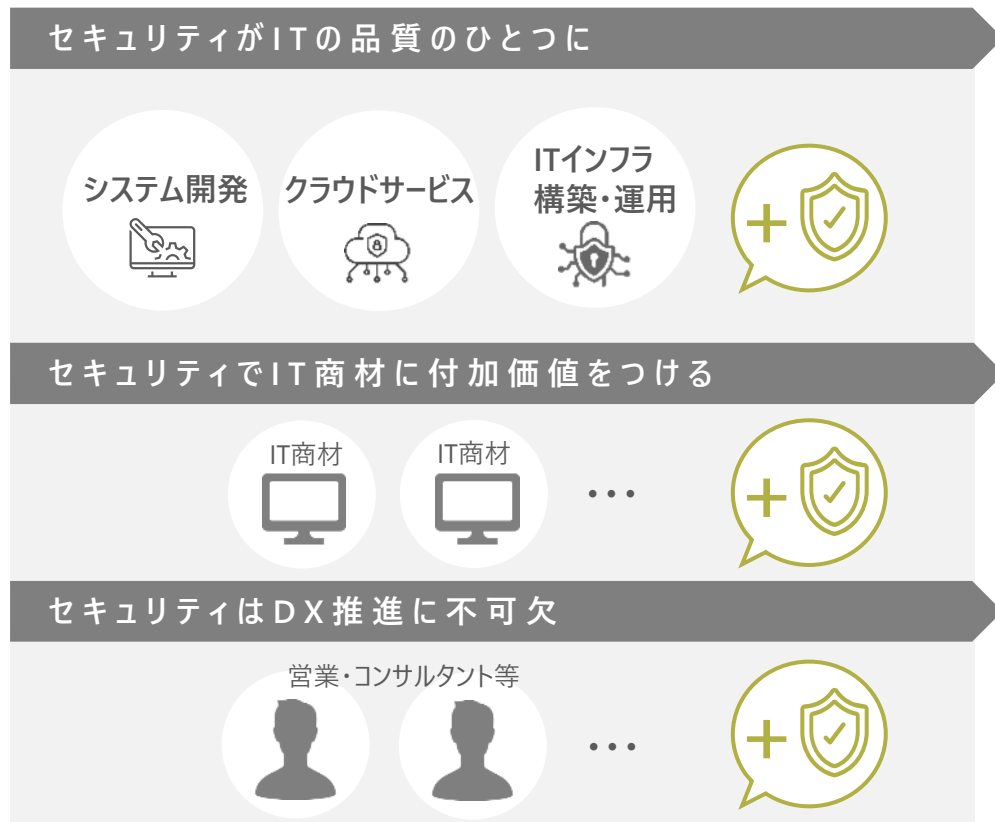 セキュリティがITの品質のひとつに
システム開発
クラウドサービス
ITインフラ
構築・運用
+
セキュリティでIT商材に付加価値をつける
IT商材
IT商材
・・・
+
セキュリティはDX推進に不可欠
営業・コンサルタント等
・・・
+